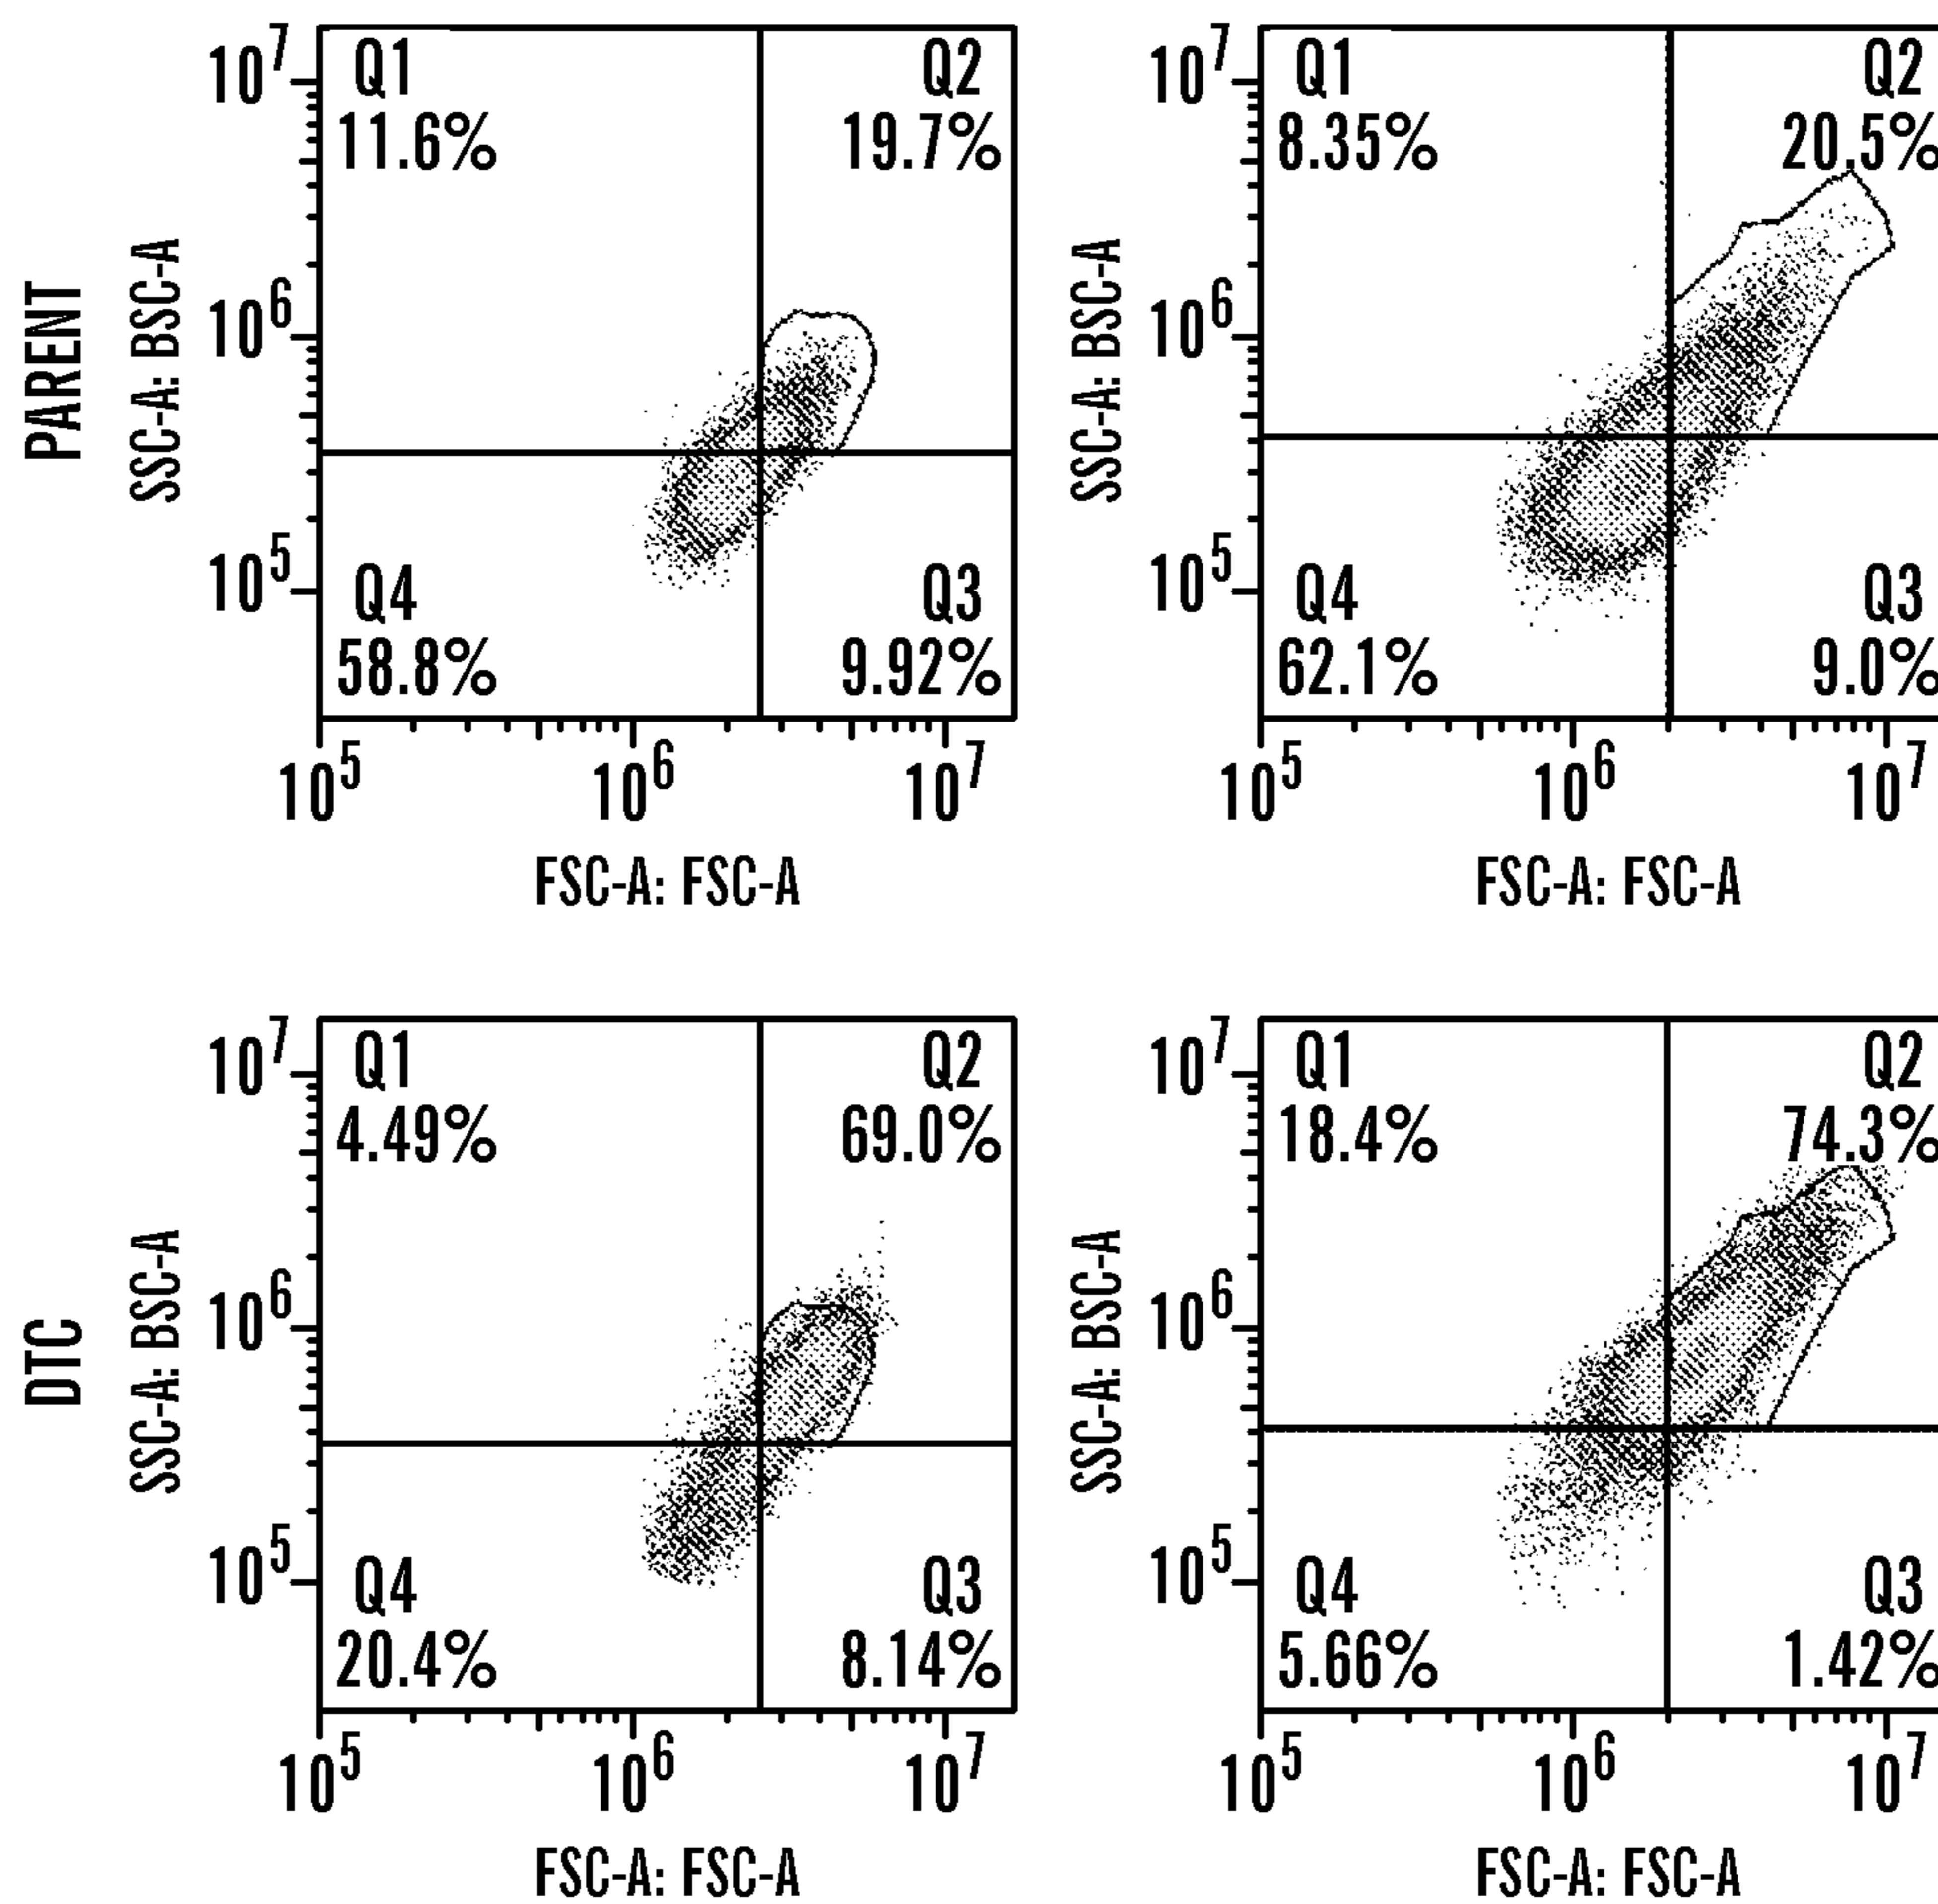 PARENT
SSC-A: BSC-A
10^7
10^6
10^5
Q1
11.6%
Q2
19.7%
Q4
58.8%
Q3
9.92%
10^5
10^6
10^7
FSC-A: FSC-A
SSC-A: BSC-A
10^7
10^6
10^5
Q1
8.35%
Q2
20.5%
Q4
62.1%
Q3
9.0%
10^5
10^6
10^7
FSC-A: FSC-A
DTC
SSC-A: BSC-A
10^7
10^6
10^5
Q1
4.49%
Q2
69.0%
Q4
20.4%
Q3
8.14%
10^5
10^6
10^7
FSC-A: FSC-A
SSC-A: BSC-A
10^7
10^6
10^5
Q1
18.4%
Q2
74.3%
Q4
5.66%
Q3
1.42%
10^5
10^6
10^7
FSC-A: FSC-A